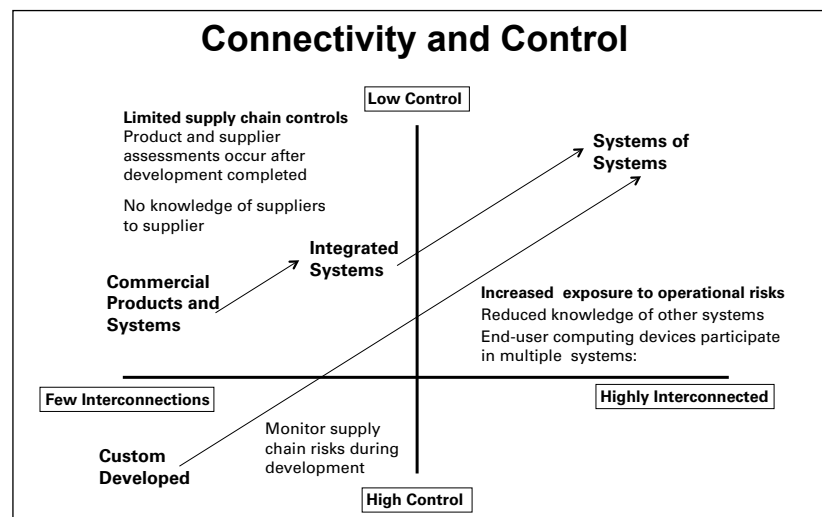 Connectivity and Control
Low Control
Limited supply chain controls
Product and supplier
assessments occur after
development completed
No knowledge of suppliers
to supplier
Systems of
Systems
Integrated
Systems
Commercial
Products and
Systems
Increased exposure to operational risks
Reduced knowledge of other systems
End-user computing devices participate
in multiple systems:
Few Interconnections
Highly Interconnected
Monitor supply
chain risks during
development
Custom
Developed
High Control